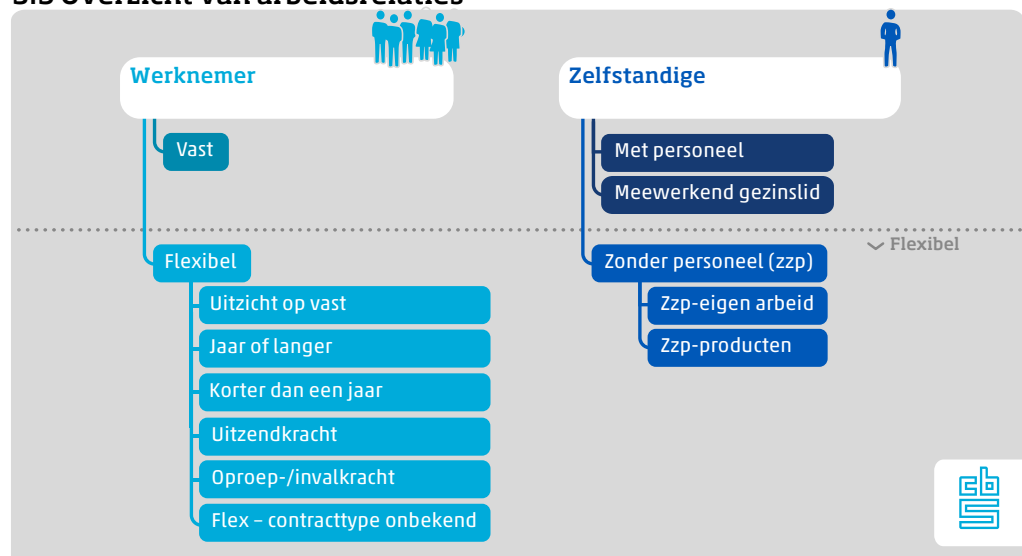 Werknemer
Vast
Flexibel
Uitzicht op vast
Jaar of langer
Korter dan een jaar
Uitzendkracht
Oproep-/invalkracht
Flex – contracttype onbekend
Zelfstandige
Met personeel
Meewerkend gezinslid
Flexibel
Zonder personeel (zzp)
Zzp-eigen arbeid
Zzp-producten
cbs